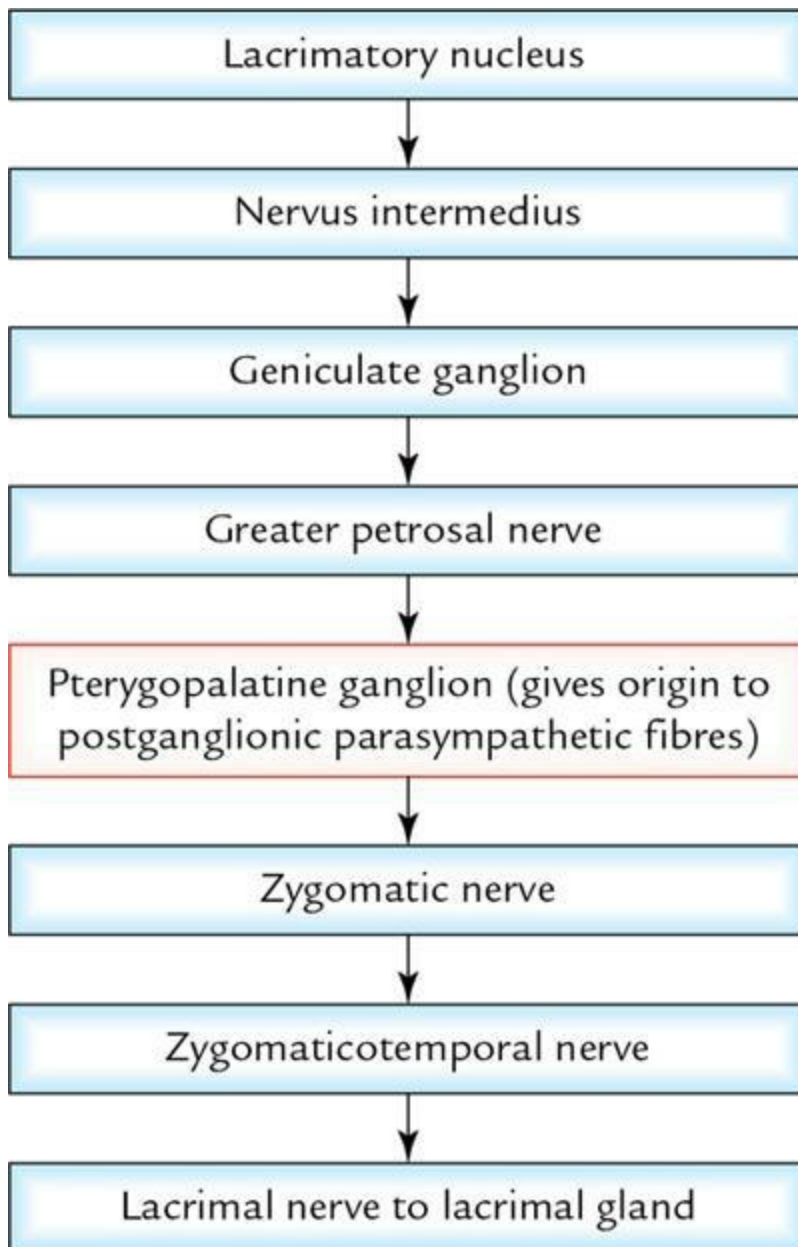 Lacrimatory nucleus
Nervus intermedius
Geniculate ganglion
Greater petrosal nerve
Pterygopalatine ganglion (gives origin to
postganglionic parasympathetic fibres)
Zygomatic nerve
Zygomaticotemporal nerve
Lacrimal nerve to lacrimal gland